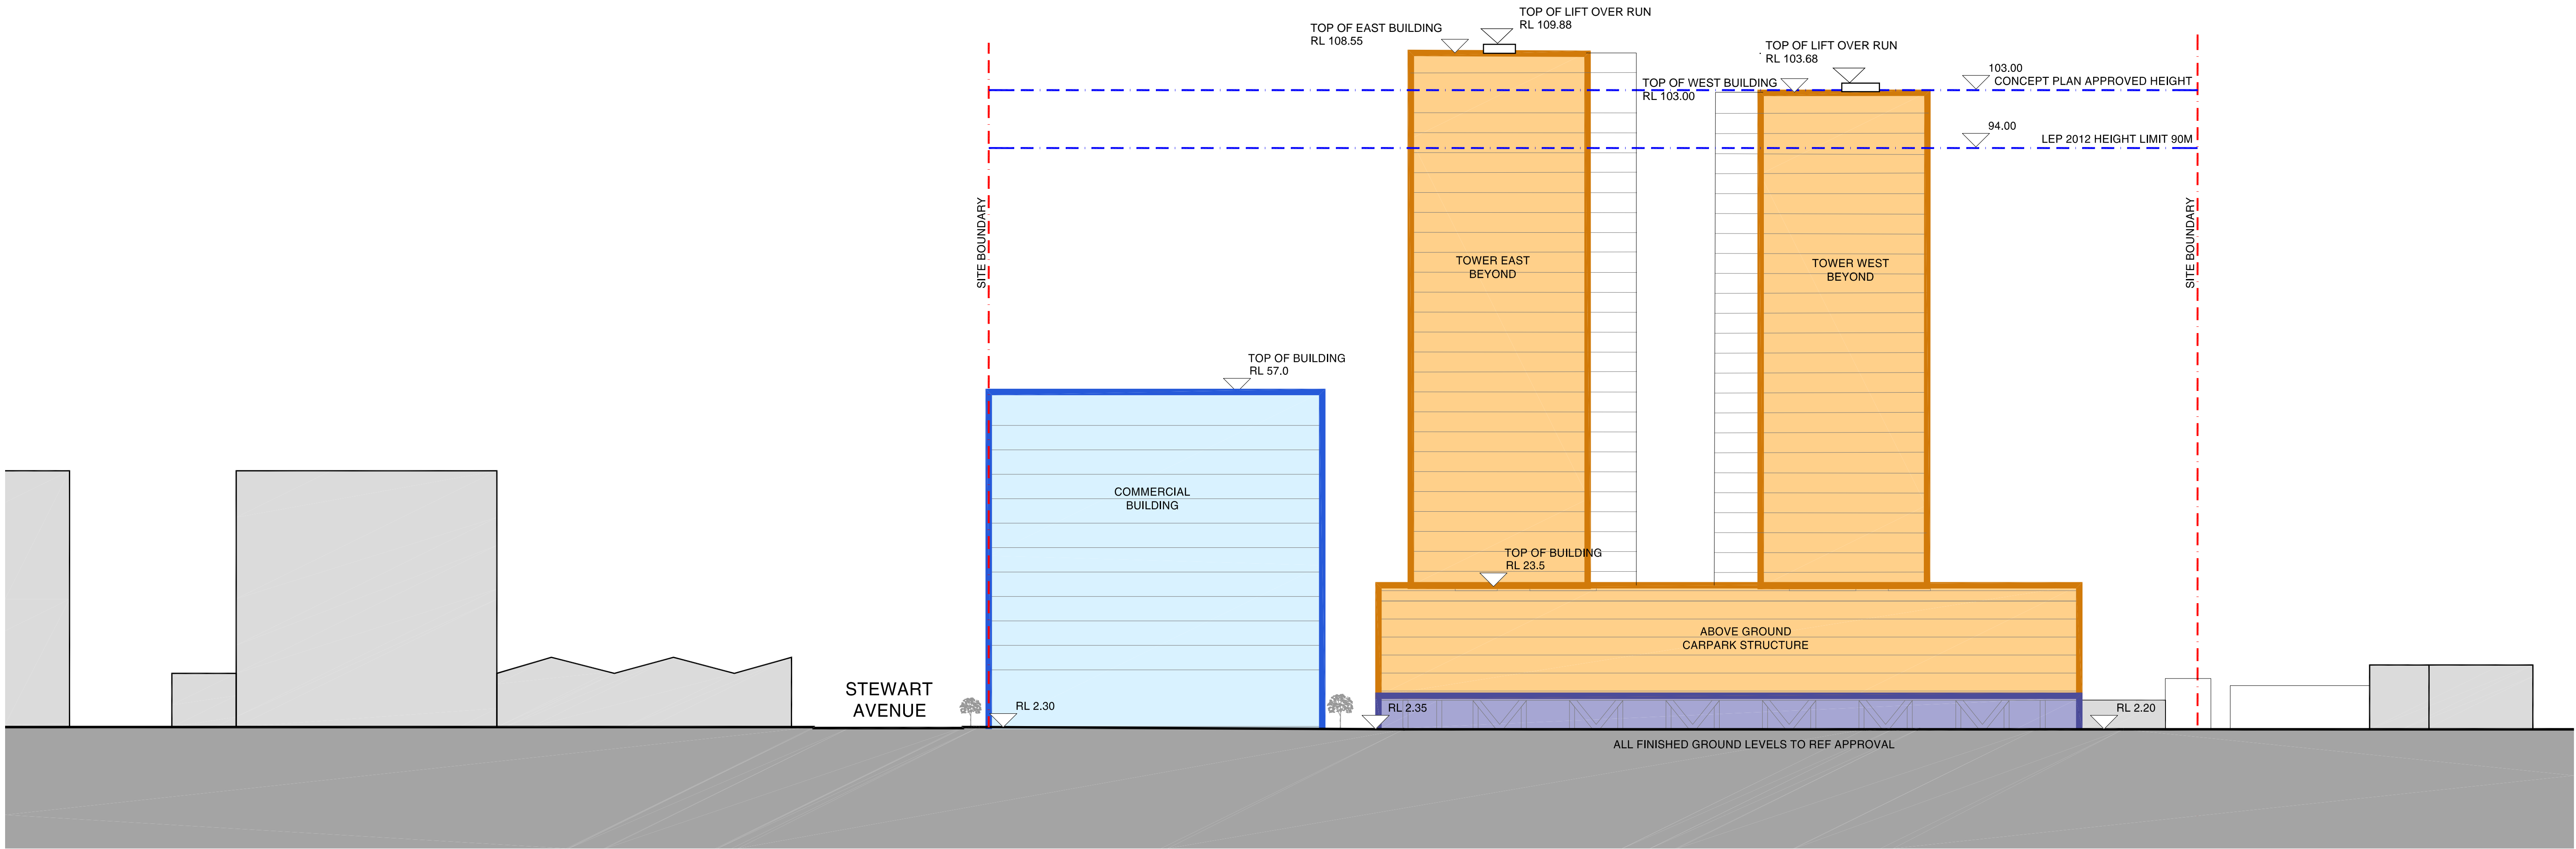 TOP OF LIFT OVER RUN
RL 109.88
TOP OF EAST BUILDING
RL 108.55
TOP OF LIFT OVER RUN
RL 103.68
TOP OF WEST BUILDING
RL 103.00
103.00
CONCEPT PLAN APPROVED HEIGHT
94.00
LEP 2012 HEIGHT LIMIT 90M
SITE BOUNDARY
SITE BOUNDARY
TOWER EAST
BEYOND
TOWER WEST
BEYOND
TOP OF BUILDING
RL 57.0
COMMERCIAL
BUILDING
TOP OF BUILDING
RL 23.5
ABOVE GROUND
CARPARK STRUCTURE
STEWART
AVENUE
RL 2.30
RL 2.35
RL 2.20
ALL FINISHED GROUND LEVELS TO REF APPROVAL